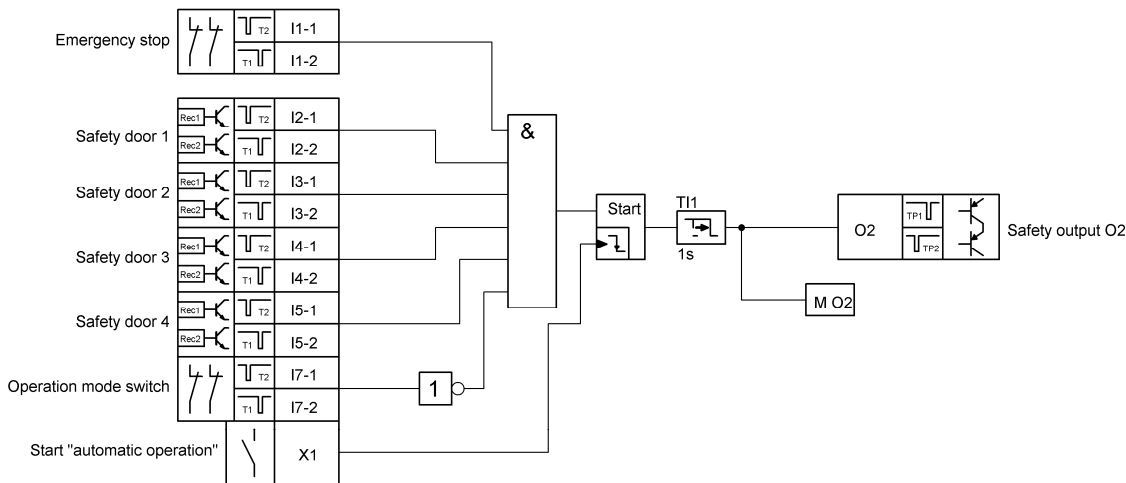 Emergency stop
T2 I1-1
T1 I1-2
Safety door 1
Rec1 T2 I2-1
Rec2 T1 I2-2
Safety door 2
Rec1 T2 I3-1
Rec2 T1 I3-2
Safety door 3
Rec1 T2 I4-1
Rec2 T1 I4-2
Safety door 4
Rec1 T2 I5-1
Rec2 T1 I5-2
Operation mode switch
T2 I7-1
T1 I7-2
Start "automatic operation"
X1
1
&
Start
TI1
1s
O2
TP1
TP2
Safety output O2
M O2